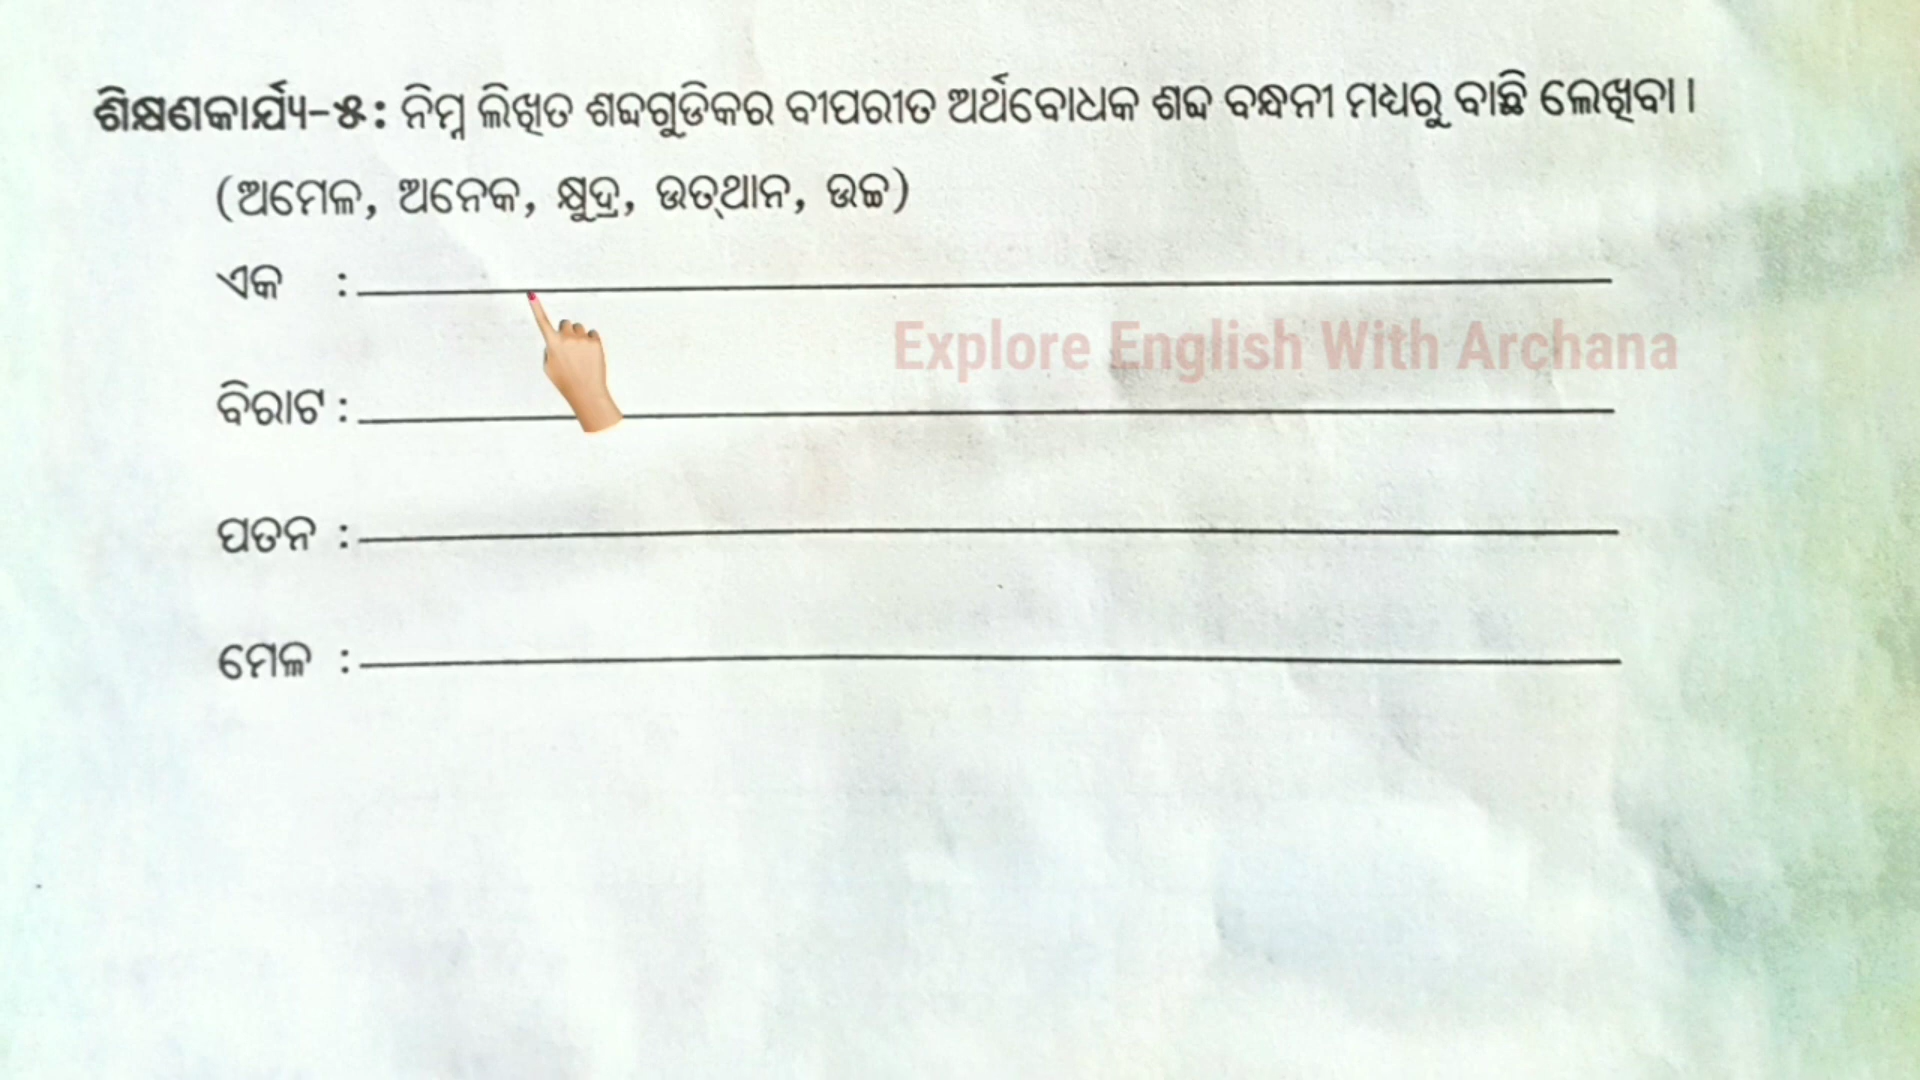 ଶିକ୍ଷଣକାର୍ଯ୍ୟ-୫: ନିମ୍ନ ଲିଖିତ ଶବ୍ଦଗୁଡିକର ବୀପରୀତ ଅର୍ଥବୋଧକ ଶବ୍ଦ ବନ୍ଧନୀ ମଧ୍ୟରୁ ବାଛି ଲେଖିବା।
(ଅମେଳ, ଅନେକ, କ୍ଷୁଦ୍ର, ଉତ୍‌ଥାନ, ଉଚ୍ଚ)
ଏକ :
Explore English With Archana
ବିରାଟ :
ପତନ :
ମେଳ :